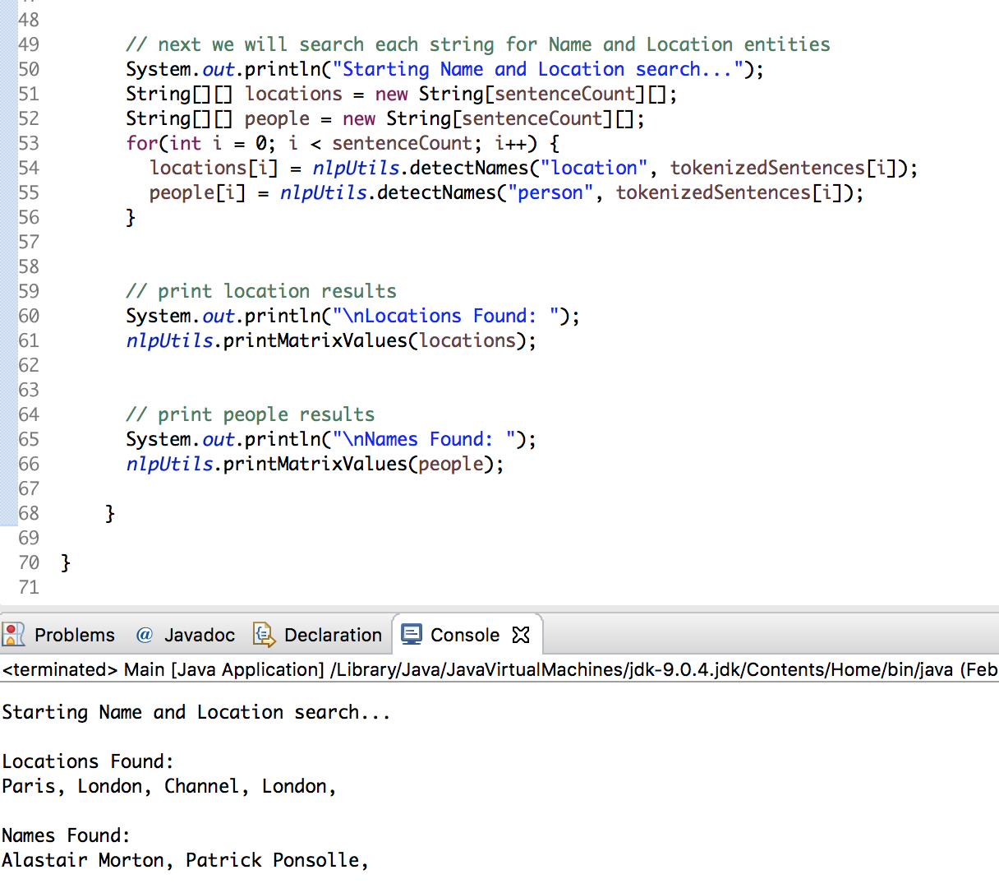 48
49 // next we will search each string for Name and Location entities
50 System.out.println("Starting Name and Location search...");
51 String[][] locations = new String[sentenceCount][];
52 String[][] people = new String[sentenceCount][];
53 for(int i = 0; i < sentenceCount; i++) {
54 locations[i] = nlpUtils.detectNames("location", tokenizedSentences[i]);
55 people[i] = nlpUtils.detectNames("person", tokenizedSentences[i]);
56 }
57
58
59 // print location results
60 System.out.println("\nLocations Found: ");
61 nlpUtils.printMatrixValues(locations);
62
63
64 // print people results
65 System.out.println("\nNames Found: ");
66 nlpUtils.printMatrixValues(people);
67
68 }
69
70 }
71
Problems @ Javadoc Declaration Console
<terminated> Main [Java Application] /Library/Java/JavaVirtualMachines/jdk-9.0.4.jdk/Contents/Home/bin/java (Feb
Starting Name and Location search...
Locations Found:
Paris, London, Channel, London,
Names Found:
Alastair Morton, Patrick Ponsolle,